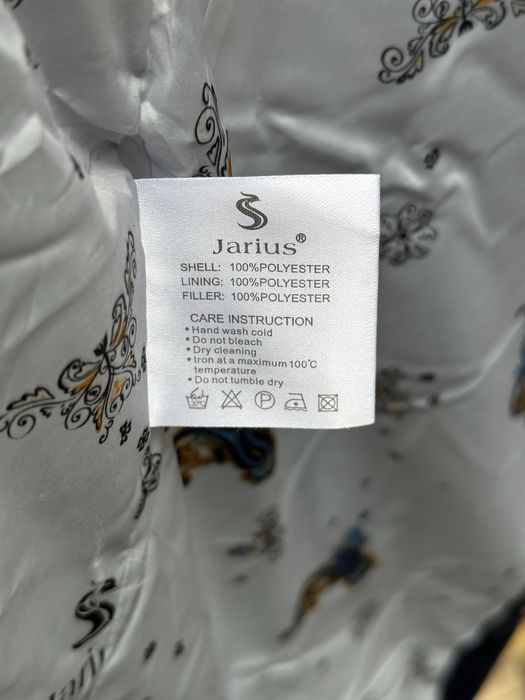 Jarius®
SHELL: 100%POLYESTER
LINING: 100%POLYESTER
FILLER: 100%POLYESTER
CARE INSTRUCTION
• Hand wash cold
• Do not bleach
• Dry cleaning
• Iron at a maximum 100℃
temperature
• Do not tumble dry
30℃ P